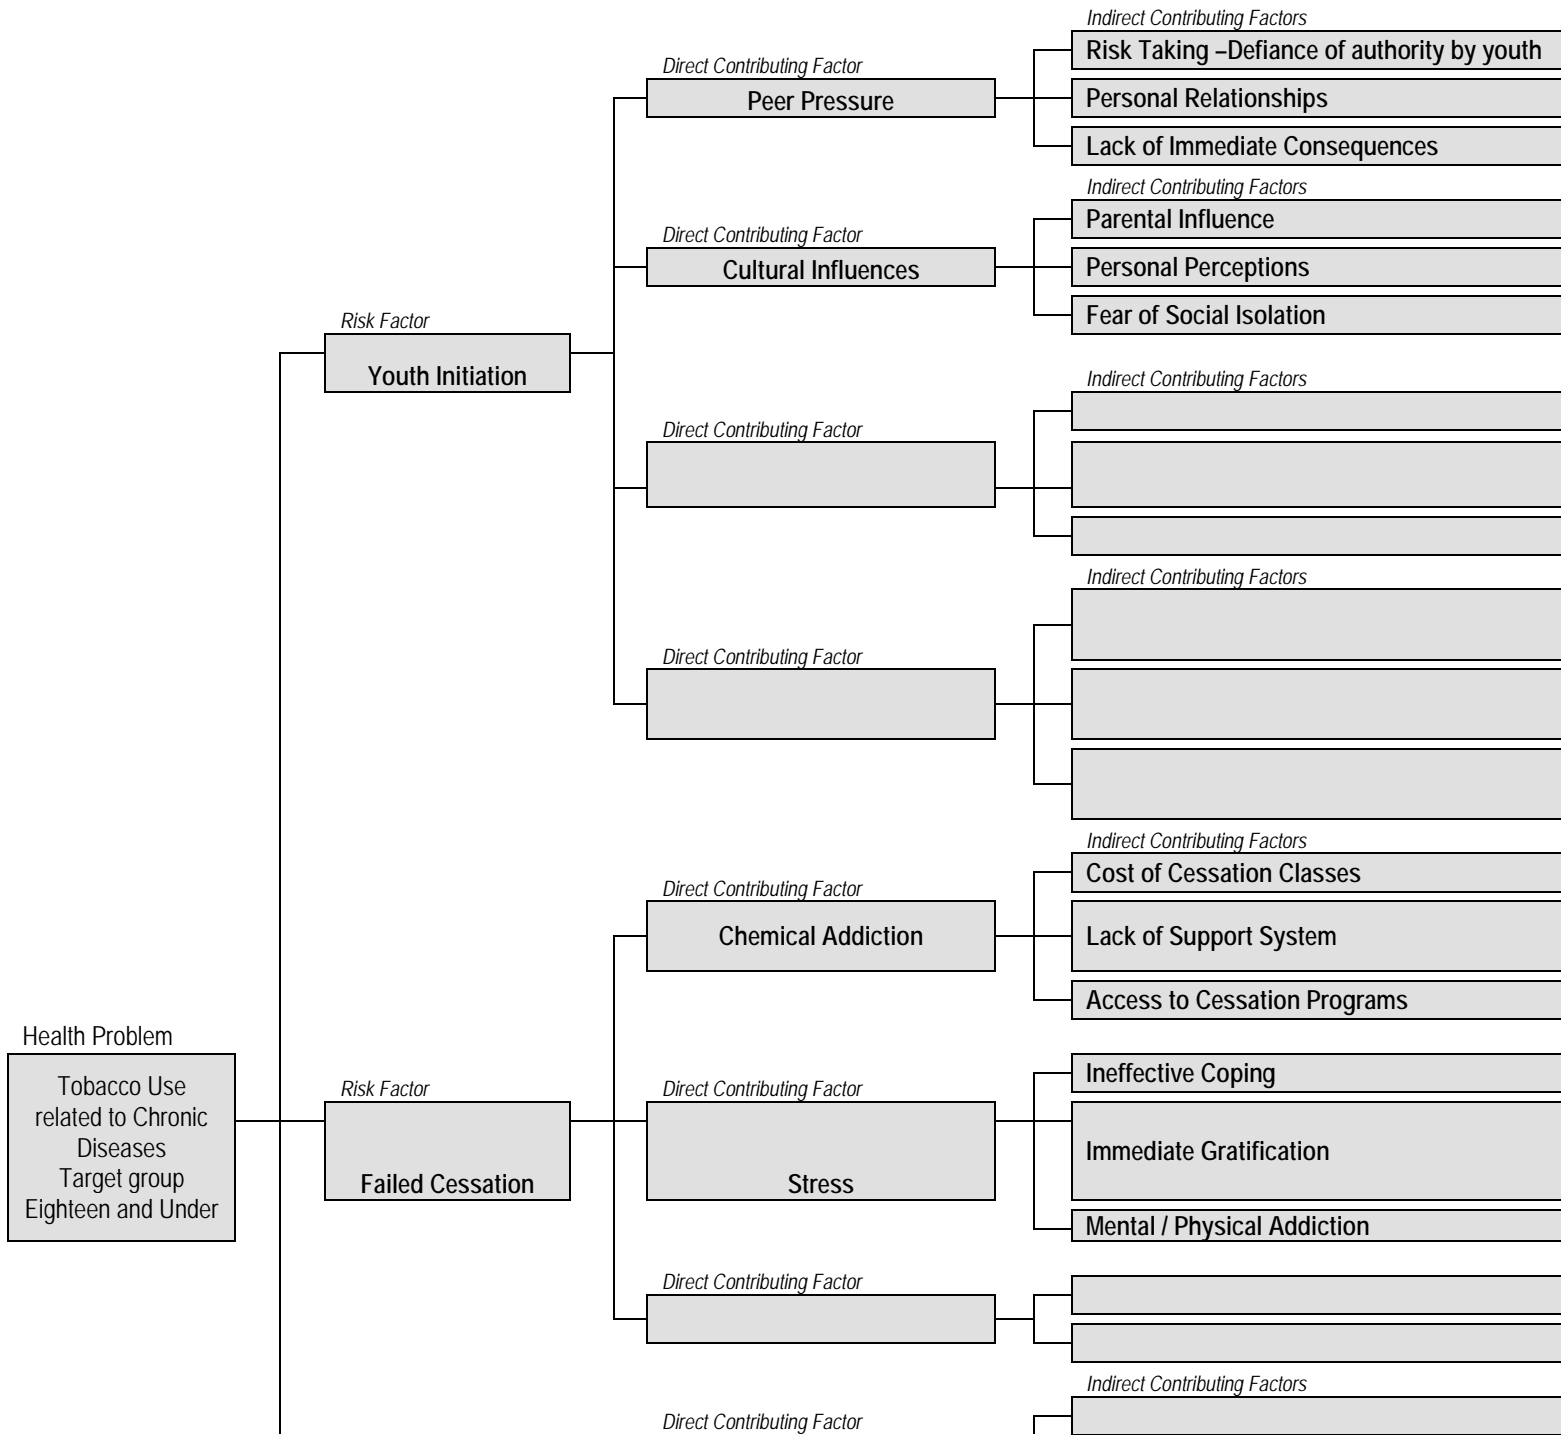 Indirect Contributing Factors
Risk Taking –Defiance of authority by youth
Direct Contributing Factor
Peer Pressure
Personal Relationships
Lack of Immediate Consequences
Indirect Contributing Factors
Parental Influence
Direct Contributing Factor
Cultural Influences
Personal Perceptions
Fear of Social Isolation
Risk Factor
Youth Initiation
Indirect Contributing Factors
Direct Contributing Factor
Indirect Contributing Factors
Direct Contributing Factor
Indirect Contributing Factors
Cost of Cessation Classes
Direct Contributing Factor
Chemical Addiction
Lack of Support System
Access to Cessation Programs
Health Problem
Tobacco Use
related to Chronic
Diseases
Target group
Eighteen and Under
Risk Factor
Failed Cessation
Direct Contributing Factor
Stress
Ineffective Coping
Immediate Gratification
Mental / Physical Addiction
Direct Contributing Factor
Indirect Contributing Factors
Direct Contributing Factor